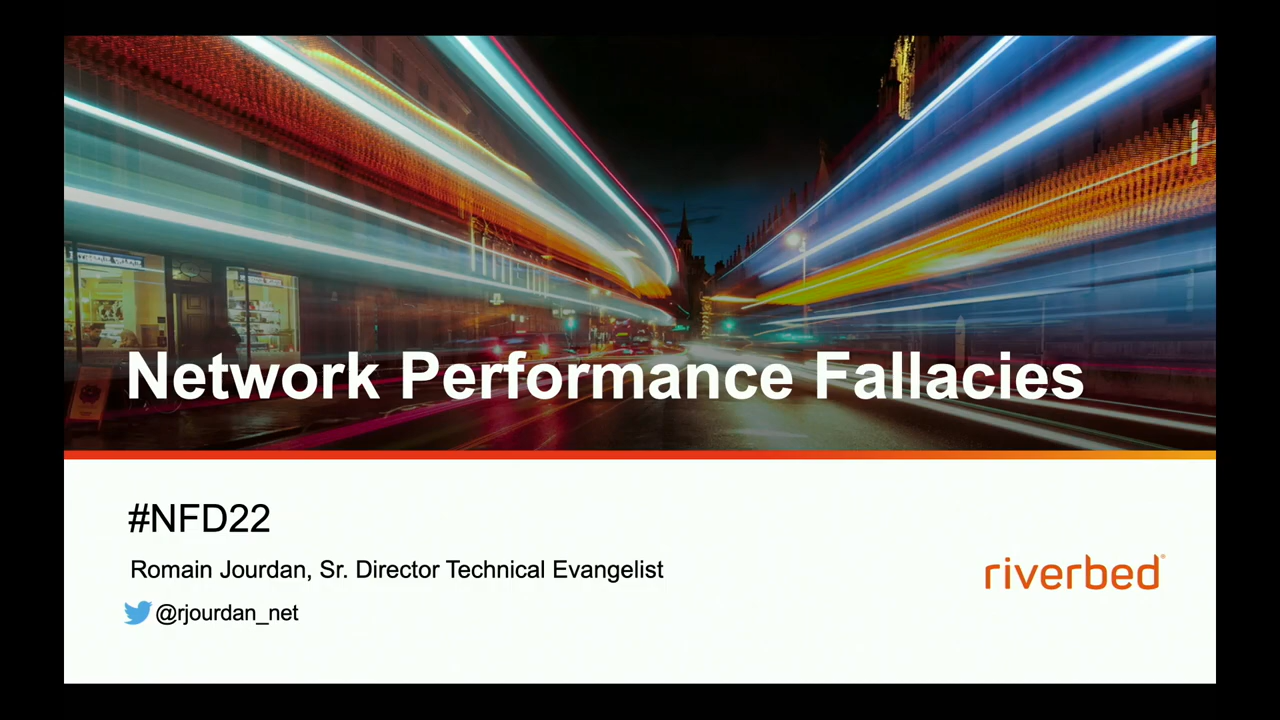 Network Performance Fallacies
#NFD22
Romain Jourdan, Sr. Director Technical Evangelist
@rjourdan_net
riverbed®